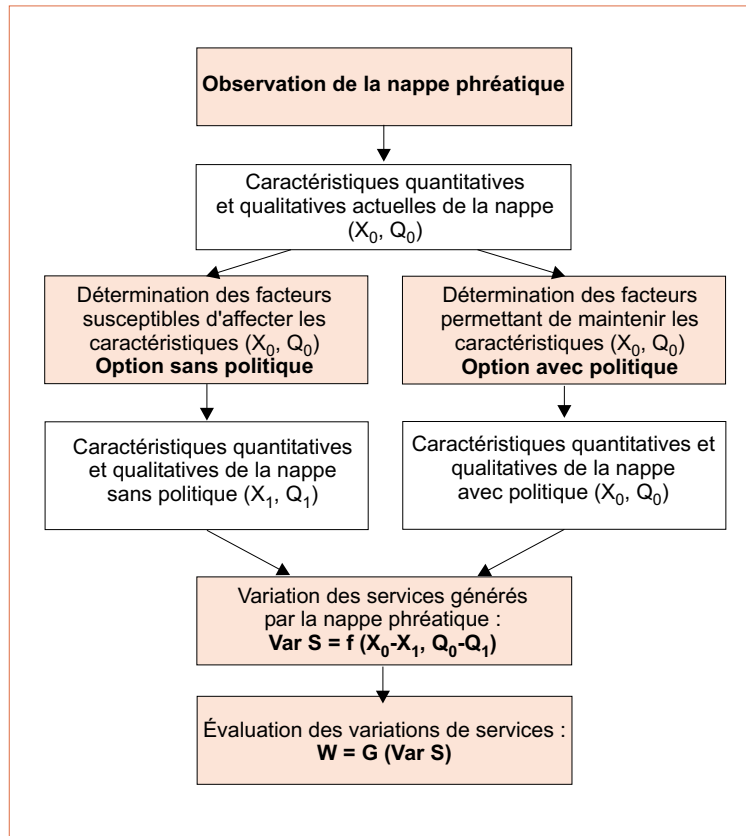 Observation de la nappe phréatique
Caractéristiques quantitatives
et qualitatives actuelles de la nappe
(X₀, Q₀)
Détermination des facteurs
susceptibles d'affecter les
caractéristiques (X₀, Q₀)
Option sans politique
Détermination des facteurs
permettant de maintenir les
caractéristiques (X₀, Q₀)
Option avec politique
Caractéristiques quantitatives
et qualitatives de la nappe
sans politique (X₁, Q₁)
Caractéristiques quantitatives et
qualitatives de la nappe
avec politique (X₀, Q₀)
Variation des services générés
par la nappe phréatique :
Var S = f (X₀-X₁, Q₀-Q₁)
Évaluation des variations de services :
W = G (Var S)